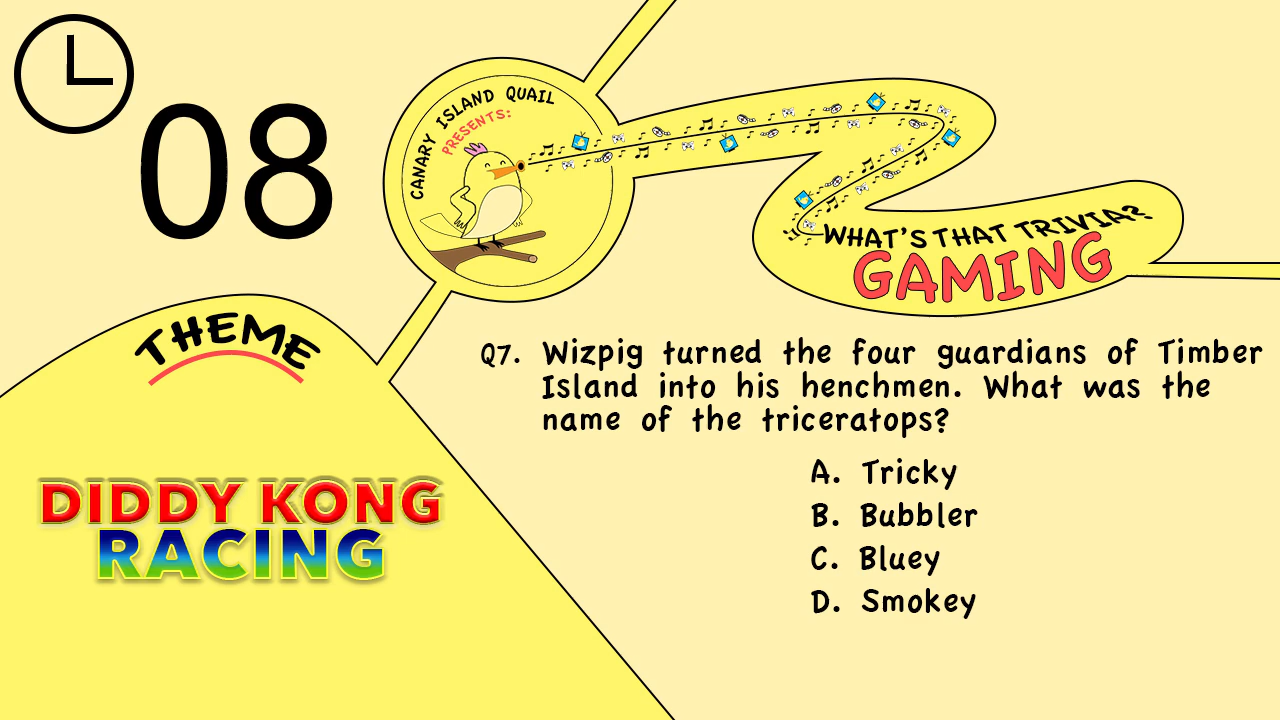 08
CANARY ISLAND QUAIL
PRESENTS:
WHAT'S THAT TRIVIA?
GAMING
THEME
DIDDY KONG
RACING
Q7. Wizpig turned the four guardians of Timber
Island into his henchmen. What was the
name of the triceratops?
A. Tricky
B. Bubbler
C. Bluey
D. Smokey